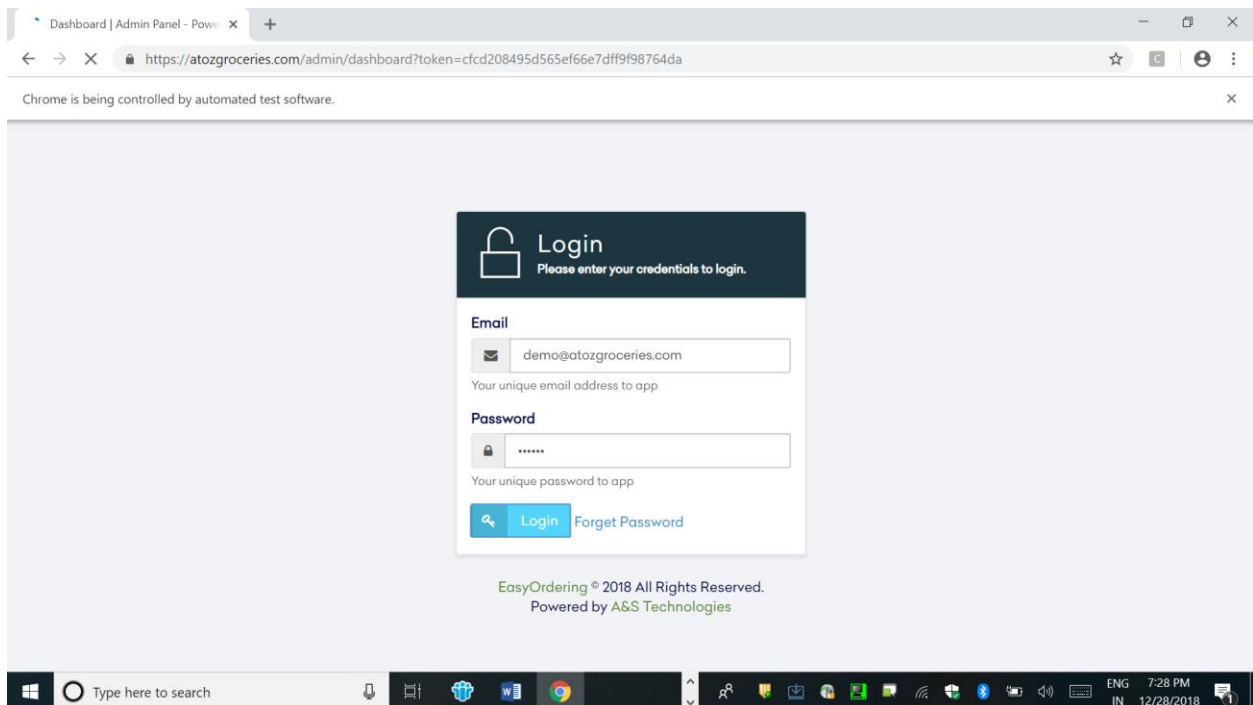 Dashboard | Admin Panel - Powe
https://atozgroceries.com/admin/dashboard?token=cfcd208495d565ef66e7dff9f98764da
C
Chrome is being controlled by automated test software.
Login
Please enter your credentials to login.
Email
demo@atozgroceries.com
Your unique email address to app
Password
••••••
Your unique password to app
Login Forget Password
EasyOrdering © 2018 All Rights Reserved.
Powered by A&S Technologies
Type here to search
W
ENG 7:28 PM
IN 12/28/2018
1